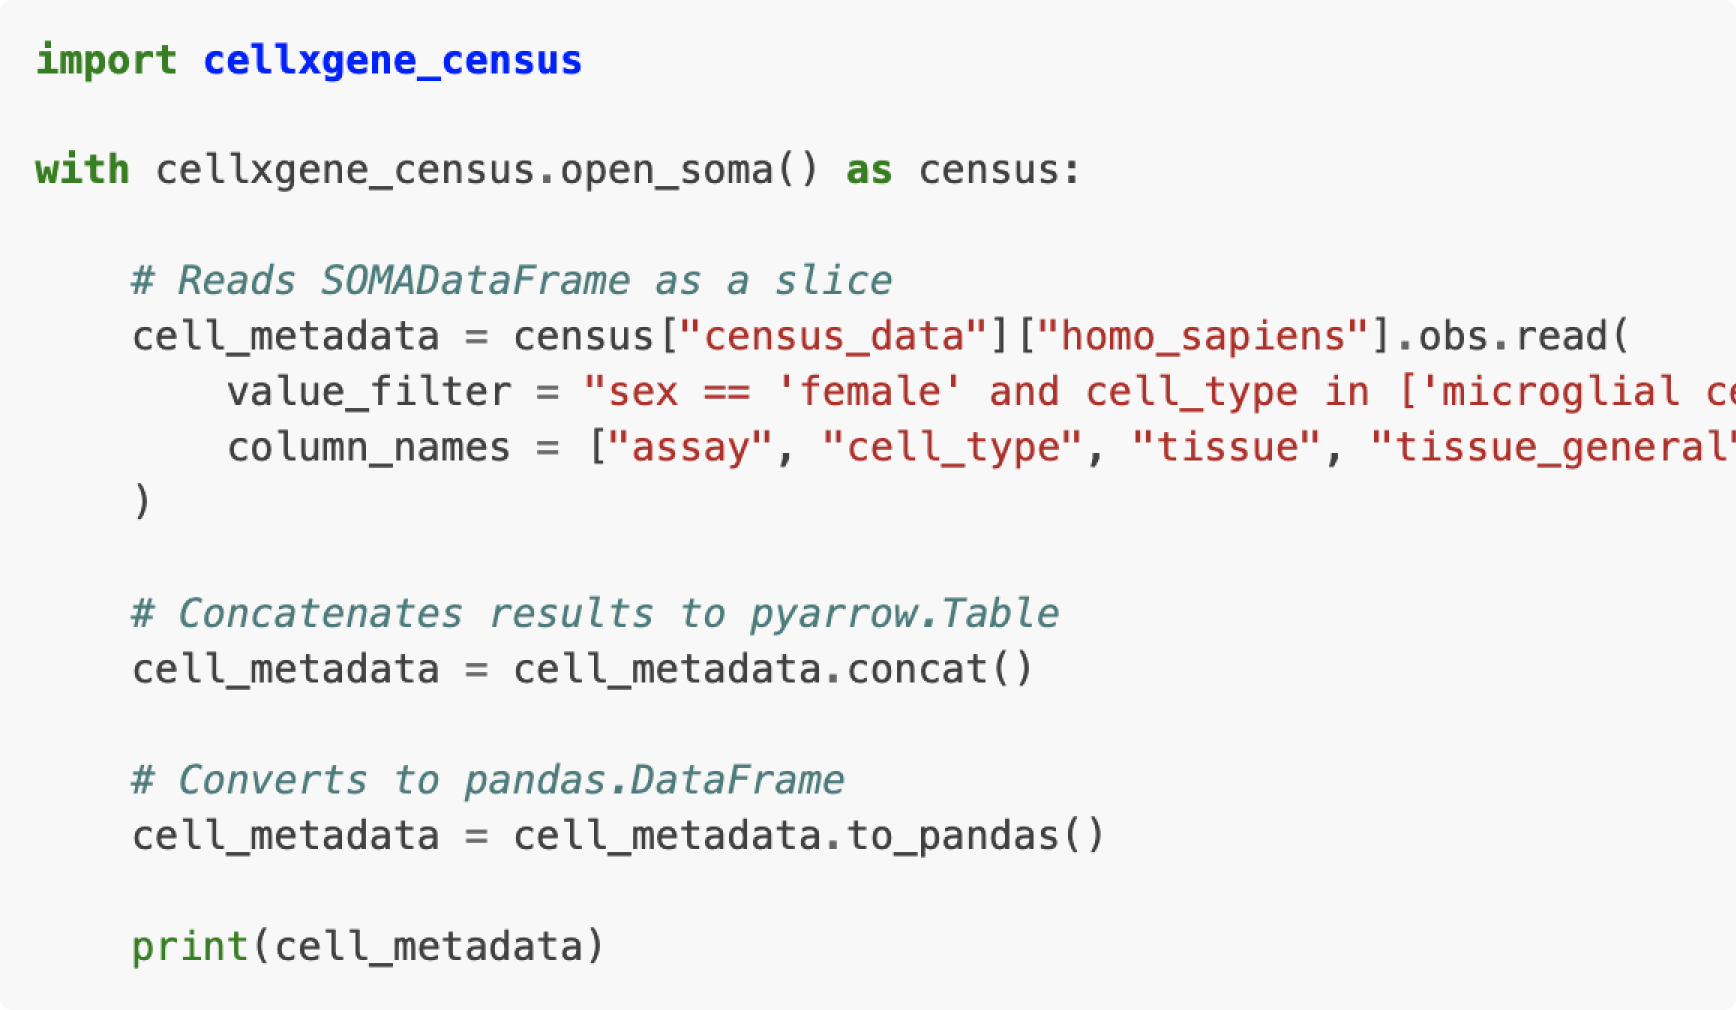 import cellxgene_census
with cellxgene_census.open_soma() as census:
# Reads SOMADataFrame as a slice
cell_metadata = census["census_data"]["homo_sapiens"].obs.read(
value_filter = "sex == 'female' and cell_type in ['microglial
column_names = ["assay", "cell_type", "tissue", "tissue_general"
)
# Concatenates results to pyarrow.Table
cell_metadata = cell_metadata.concat()
# Converts to pandas.DataFrame
cell_metadata = cell_metadata.to_pandas()
print(cell_metadata)